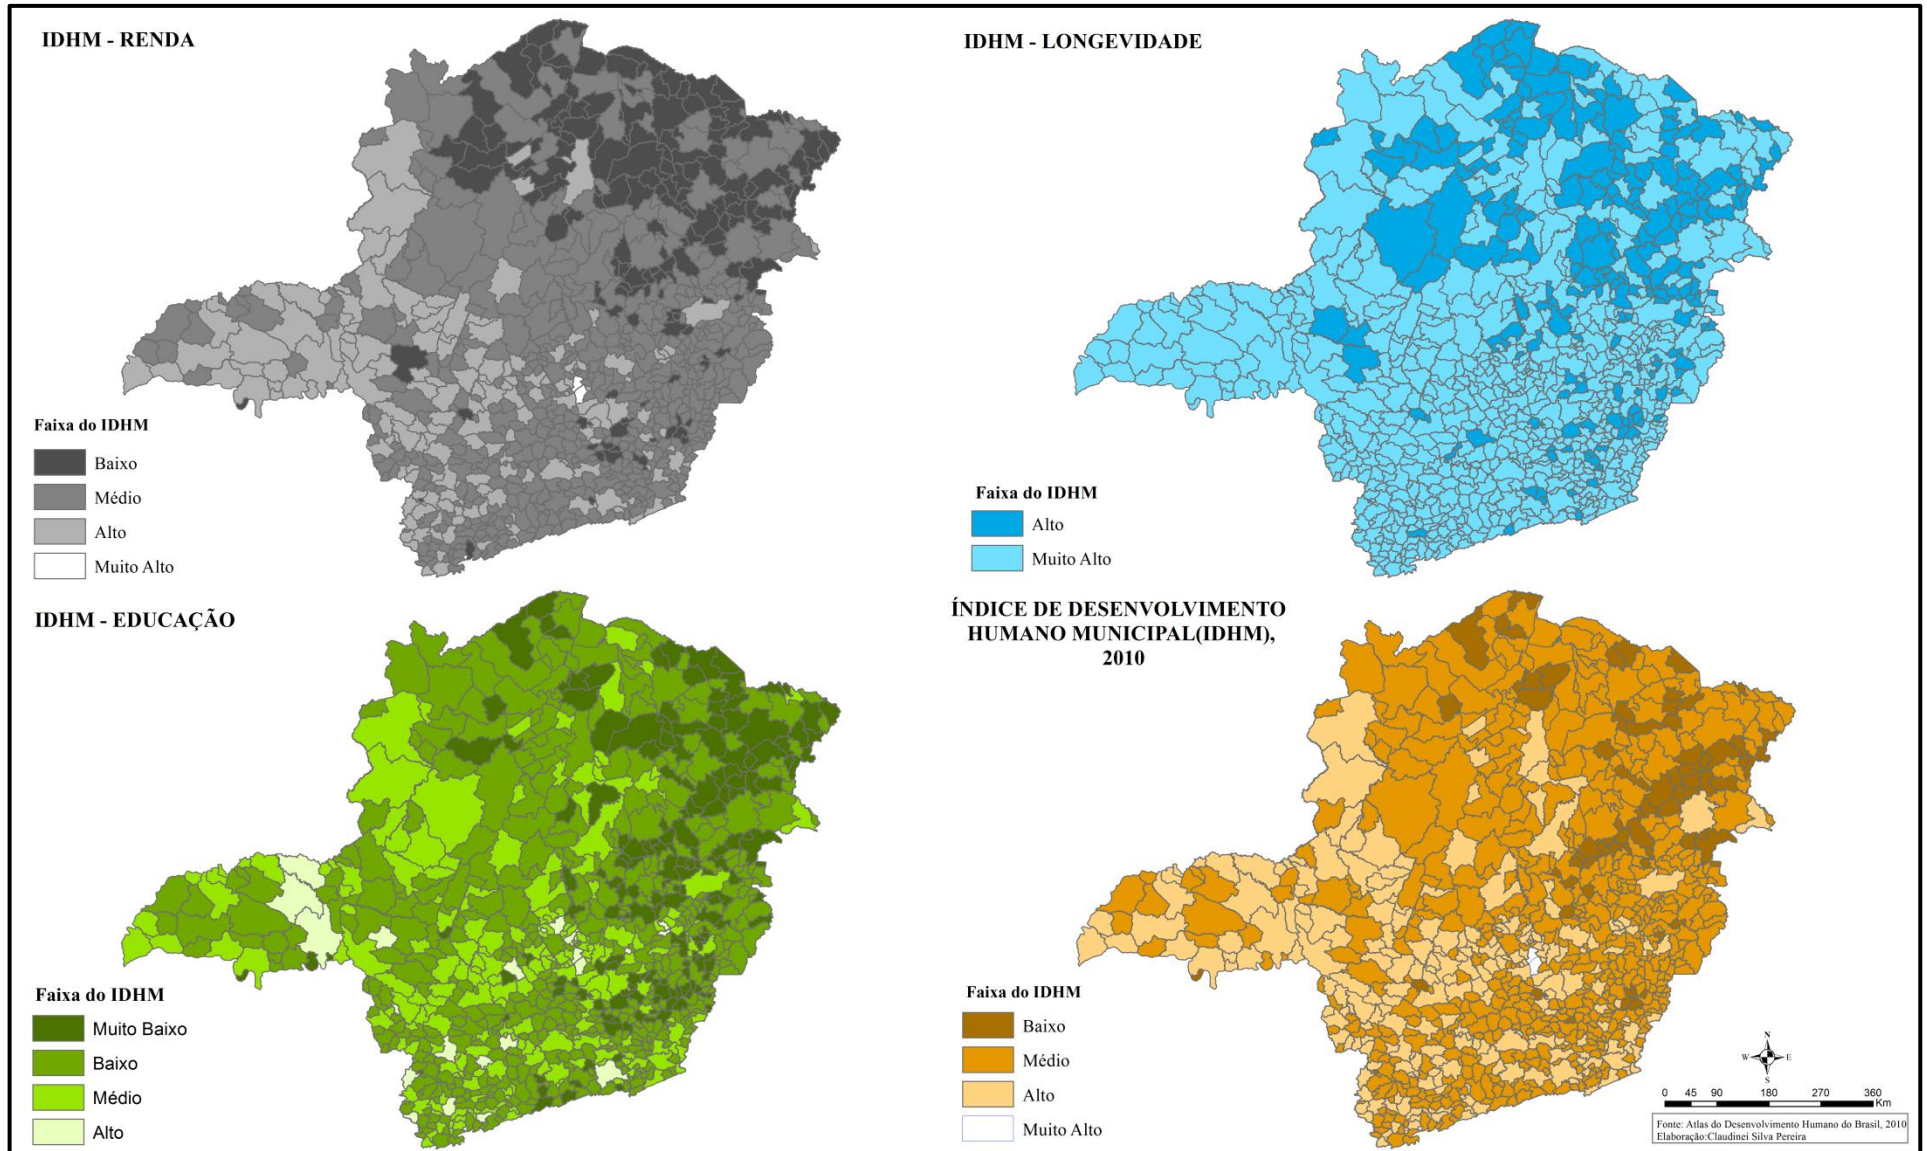 IDHM - RENDA
Faixa do IDHM
Baixo
Médio
Alto
Muito Alto
IDHM - LONGEVIDADE
Faixa do IDHM
Alto
Muito Alto
IDHM - EDUCAÇÃO
Faixa do IDHM
Muito Baixo
Baixo
Médio
Alto
ÍNDICE DE DESENVOLVIMENTO
HUMANO MUNICIPAL(IDHM),
2010
Faixa do IDHM
Baixo
Médio
Alto
Muito Alto
N
W E
S
0 45 90 180 270 360
Km
Fonte: Atlas do Desenvolvimento Humano do Brasil, 2010
Elaboração:Claudinei Silva Pereira